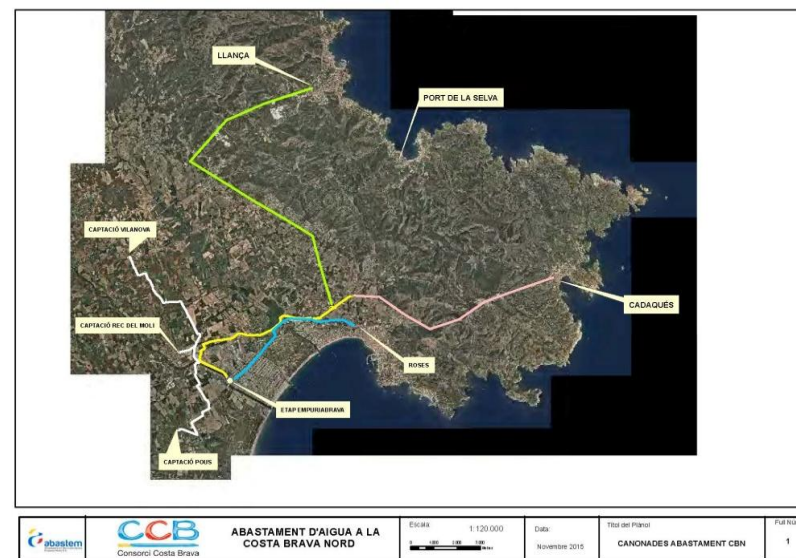 LLANÇA
PORT DE LA SELVA
CAPTACIÓ VILANOVA
CADAQUÉS
CAPTACIÓ REC DEL MOLI
ROSES
ETAP EMPURIABRAVA
CAPTACIÓ POUS
abastem
CCB
Consorci Costa Brava
ABASTAMENT D'AIGUA A LA
COSTA BRAVA NORD
Escala:
1:120.000
Data:
Novembre 2015
Títol del Plànol
CANONADES ABASTAMENT CBN
1